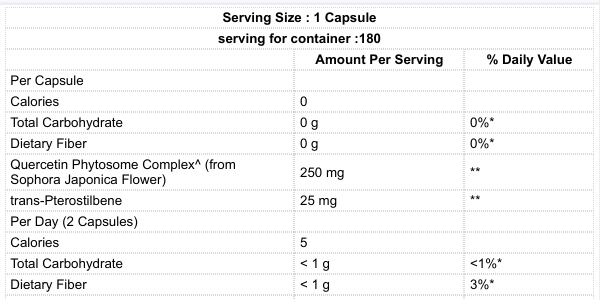 Serving Size : 1 Capsule
serving for container :180
Amount Per Serving % Daily Value
Per Capsule
Calories 0
Total Carbohydrate 0 g 0%*
Dietary Fiber 0 g 0%*
Quercetin Phytosome Complex^ (from
Sophora Japonica Flower) 250 mg **
trans-Pterostilbene 25 mg **
Per Day (2 Capsules)
Calories 5
Total Carbohydrate < 1 g <1%*
Dietary Fiber < 1 g 3%*